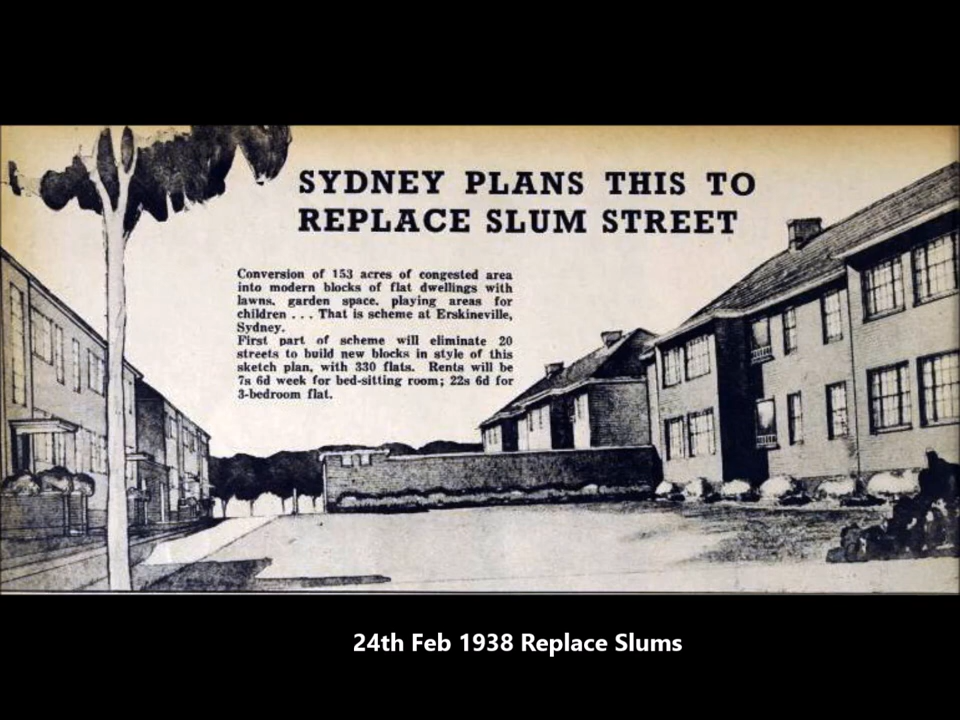 SYDNEY PLANS THIS TO
REPLACE SLUM STREET
Conversion of 153 acres of congested area
into modern blocks of flat dwellings with
lawns, garden space, playing areas for
children . . . That is scheme at Erskineville,
Sydney.
First part of scheme will eliminate 20
streets to build new blocks in style of this
sketch plan, with 330 flats. Rents will be
7s 6d week for bed-sitting room; 22s 6d for
3-bedroom flat.
24th Feb 1938 Replace Slums